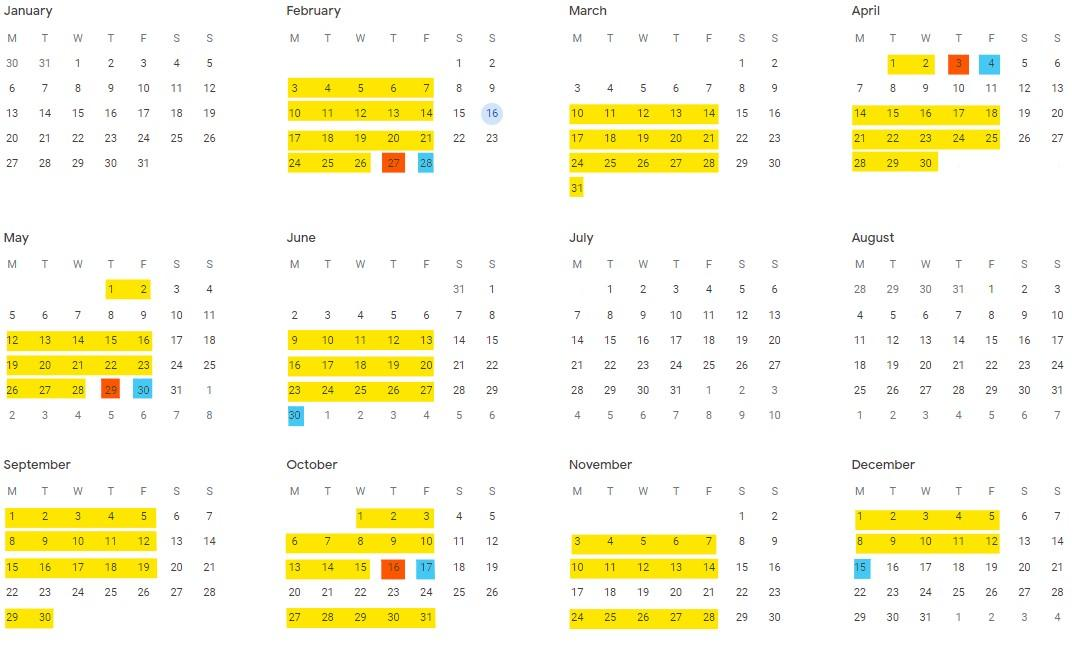 January
M T W T F S S
30 31 1 2 3 4 5
6 7 8 9 10 11 12
13 14 15 16 17 18 19
20 21 22 23 24 25 26
27 28 29 30 31
February
M T W T F S S
1 2
3 4 5 6 7 8 9
10 11 12 13 14 15 16
17 18 19 20 21 22 23
24 25 26 27 28
March
M T W T F S S
1 2
3 4 5 6 7 8 9
10 11 12 13 14 15 16
17 18 19 20 21 22 23
24 25 26 27 28 29 30
31
April
M T W T F S S
1 2 3 4 5 6
7 8 9 10 11 12 13
14 15 16 17 18 19 20
21 22 23 24 25 26 27
28 29 30
May
M T W T F S S
1 2 3 4
5 6 7 8 9 10 11
12 13 14 15 16 17 18
19 20 21 22 23 24 25
26 27 28 29 30 31 1
2 3 4 5 6 7 8
June
M T W T F S S
31 1
2 3 4 5 6 7 8
9 10 11 12 13 14 15
16 17 18 19 20 21 22
23 24 25 26 27 28 29
30 1 2 3 4 5 6
July
M T W T F S S
1 2 3 4 5 6
7 8 9 10 11 12 13
14 15 16 17 18 19 20
21 22 23 24 25 26 27
28 29 30 31 1 2 3
4 5 6 7 8 9 10
August
M T W T F S S
28 29 30 31 1 2 3
4 5 6 7 8 9 10
11 12 13 14 15 16 17
18 19 20 21 22 23 24
25 26 27 28 29 30 31
1 2 3 4 5 6 7
September
M T W T F S S
1 2 3 4 5 6 7
8 9 10 11 12 13 14
15 16 17 18 19 20 21
22 23 24 25 26 27 28
29 30
October
M T W T F S S
1 2 3 4 5
6 7 8 9 10 11 12
13 14 15 16 17 18 19
20 21 22 23 24 25 26
27 28 29 30 31
November
M T W T F S S
1 2
3 4 5 6 7 8 9
10 11 12 13 14 15 16
17 18 19 20 21 22 23
24 25 26 27 28 29 30
December
M T W T F S S
1 2 3 4 5 6 7
8 9 10 11 12 13 14
15 16 17 18 19 20 21
22 23 24 25 26 27 28
29 30 31 1 2 3 4